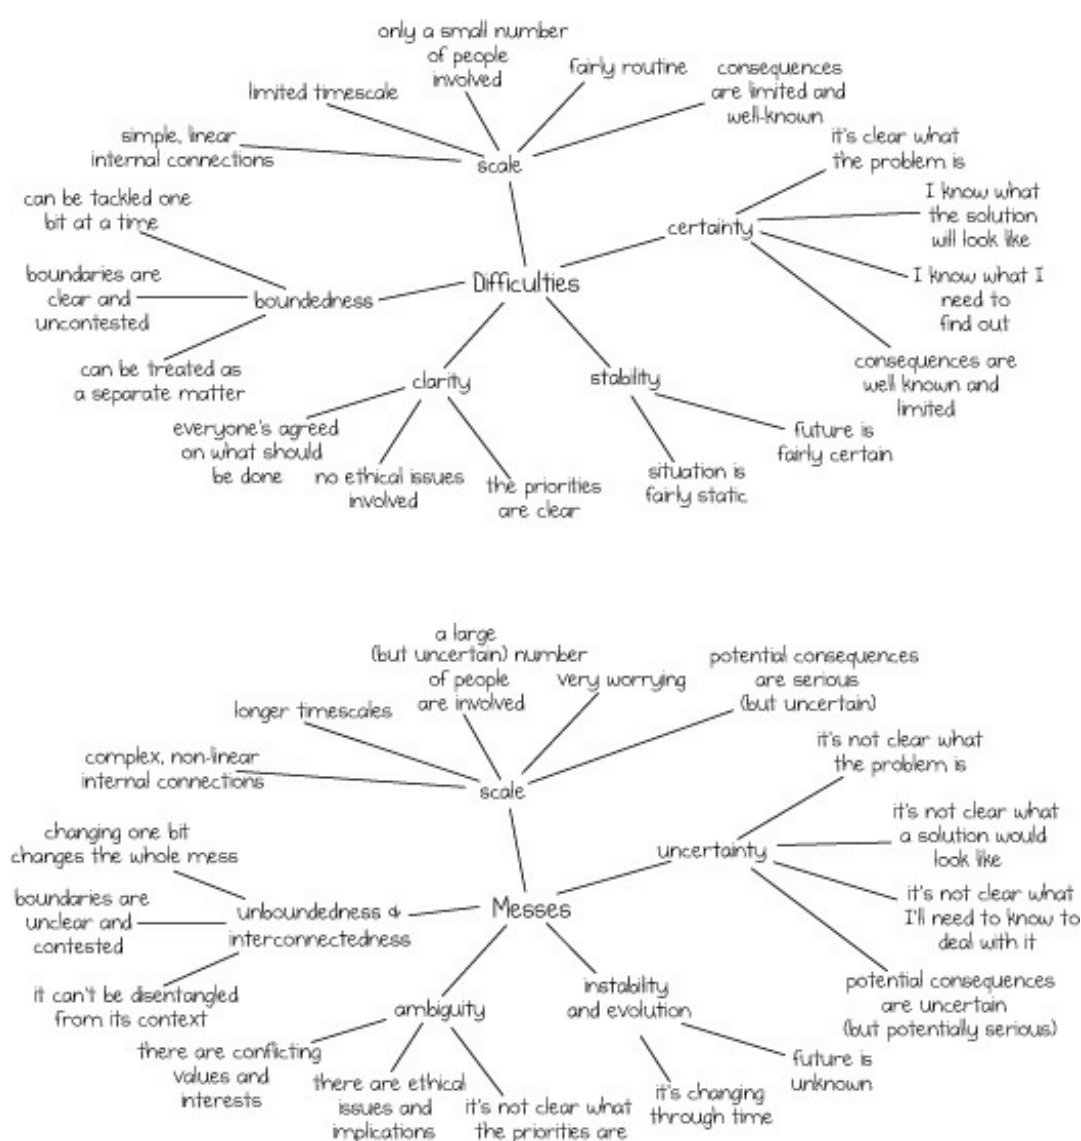 only a small number
of people
involved
fairly routine
consequences
are limited and
well-known
limited timescale
simple, linear
internal connections
scale
it's clear what
the problem is
can be tackled one
bit at a time
I know what
the solution
will look like
certainty
boundaries are
clear and
uncontested
boundedness
Difficulties
I know what I
need to
find out
can be treated as
a separate matter
clarity
stability
consequences are
well known and
limited
everyone's agreed
on what should
be done
no ethical issues
involved
the priorities
are clear
situation is
fairly static
future is
fairly certain
a large
(but uncertain) number
of people
are involved
very worrying
potential consequences
are serious
(but uncertain)
longer timescales
complex, non-linear
internal connections
scale
it's not clear what
the problem is
changing one bit
changes the whole mess
uncertainty
it's not clear what
a solution would
look like
boundaries are
unclear and
contested
unboundedness &
interconnectedness
Messes
it's not clear what
I'll need to know to
deal with it
it can't be disentangled
from its context
ambiguity
instability
and evolution
potential consequences
are uncertain
(but potentially serious)
there are conflicting
values and
interests
there are ethical
issues and
implications
it's not clear what
the priorities are
it's changing
through time
future is
unknown